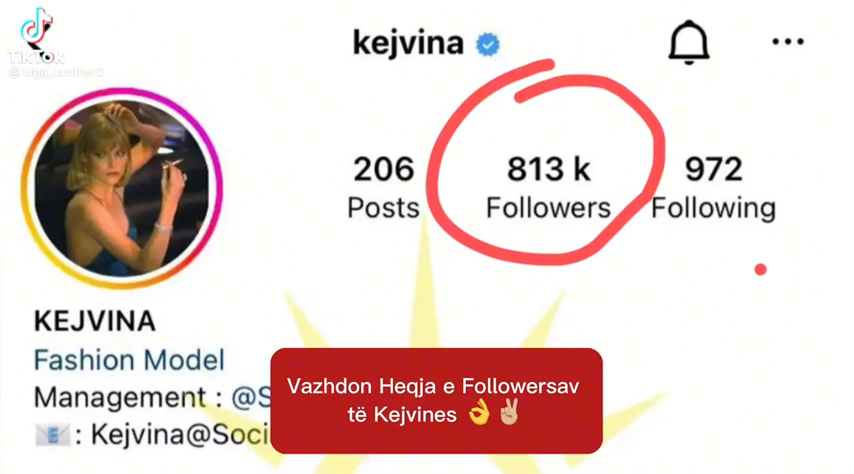 TikTok
kejvina
206
Posts
813 k
Followers
972
Following
KEJVINA
Fashion Model
Management : @S
: Kejvina@Soci
Vazhdon Heqja e Followersav
të Kejvines 👌✌🏼